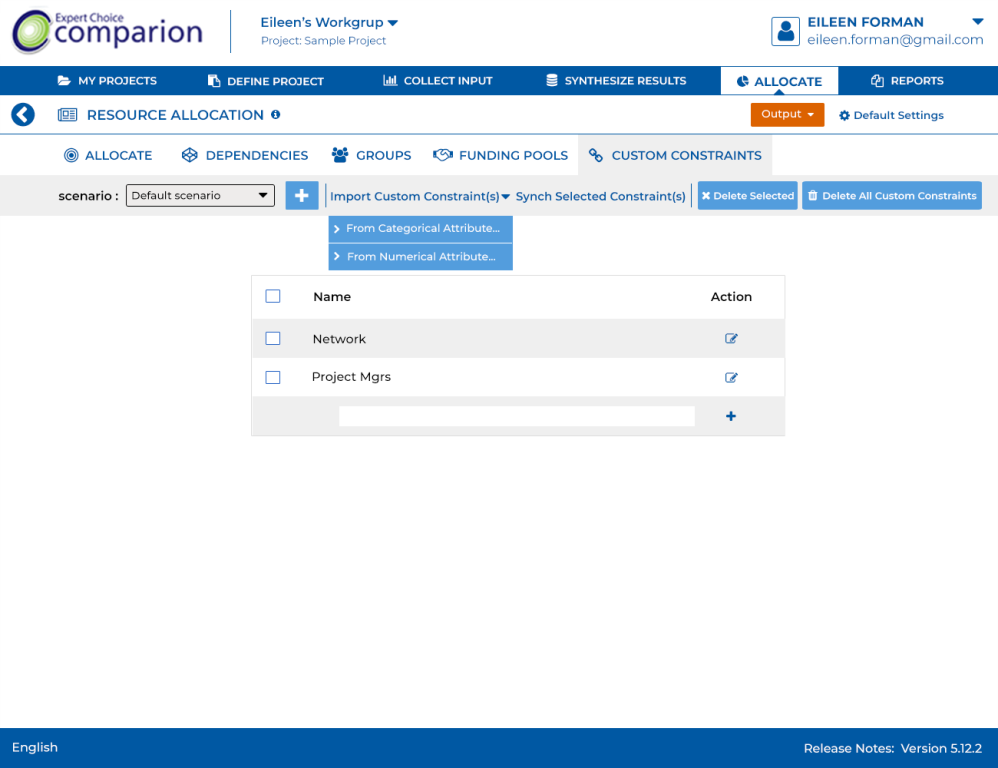 Expert Choice
comparion
Eileen's Workgrup
Project: Sample Project
EILEEN FORMAN
eileen.forman@gmail.com
MY PROJECTS
DEFINE PROJECT
COLLECT INPUT
SYNTHESIZE RESULTS
ALLOCATE
REPORTS
RESOURCE ALLOCATION
Output
Default Settings
ALLOCATE
DEPENDENCIES
GROUPS
FUNDING POOLS
CUSTOM CONSTRAINTS
scenario :
Default scenario
Import Custom Constraint(s)
Synch Selected Constraint(s)
Delete Selected
Delete All Custom Constraints
From Categorical Attribute...
From Numerical Attribute...
Name
Action
Network
Project Mgrs
English
Release Notes: Version 5.12.2